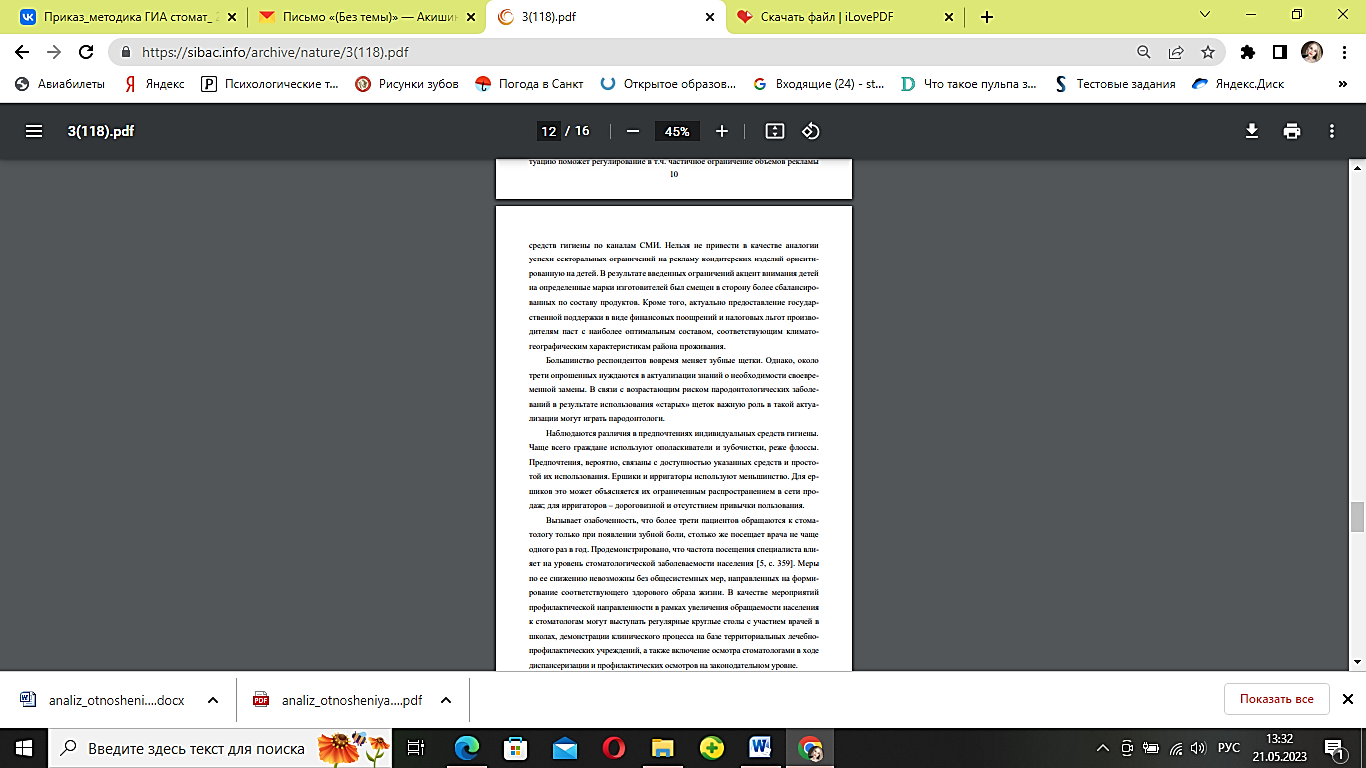 Приказ_методика ГИА стомат_ 2
Письмо «(Без темы)» — Акишин
3(118).pdf
Скачать файл | iLovePDF
https://sibac.info/archive/nature/3(118).pdf
Авиабилеты
Яндекс
Психологические т...
Рисунки зубов
Погода в Санкт
Открытое образов...
Входящие (24) - st...
Что такое пульпа з...
Тестовые задания
Яндекс.Диск
»
3(118).pdf
12 / 16
45%
туацию поможет регулирование в т.ч. частичное ограничение объемов рекламы
10
средств гигиены по каналам СМИ. Нельзя не привести в качестве аналогии
успехи секторальных ограничений на рекламу кондитерских изделий ориенти-
рованную на детей. В результате введенных ограничений акцент внимания детей
на определенные марки изготовителей был смещен в сторону более сбалансиро-
ванных по составу продуктов. Кроме того, актуально предоставление государ-
ственной поддержки в виде финансовых поощрений и налоговых льгот произво-
дителям паст с наиболее оптимальным составом, соответствующим климато-
географическим характеристикам района проживания.
Большинство респондентов вовремя меняет зубные щетки. Однако, около
трети опрошенных нуждаются в актуализации знаний о необходимости своевре-
менной замены. В связи с возрастающим риском пародонтологических заболе-
ваний в результате использования «старых» щеток важную роль в такой актуа-
лизации могут играть пародонтологи.
Наблюдаются различия в предпочтениях индивидуальных средств гигиены.
Чаще всего граждане используют ополаскиватели и зубочистки, реже флоссы.
Предпочтения, вероятно, связаны с доступностью указанных средств и просто-
той их использования. Ершики и ирригаторы используют меньшинство. Для ер-
шиков это может объясняется их ограниченным распространением в сети про-
даж; для ирригаторов – дороговизной и отсутствием привычки пользования.
Вызывает озабоченность, что более трети пациентов обращаются к стома-
тологу только при появлении зубной боли, столько же посещает врача не чаще
одного раз в год. Продемонстрировано, что частота посещения специалиста вли-
яет на уровень стоматологической заболеваемости населения [5, с. 359]. Меры
по ее снижению невозможны без общесистемных мер, направленных на форми-
рование соответствующего здорового образа жизни. В качестве мероприятий
профилактической направленности в рамках увеличения обращаемости населения
к стоматологам могут выступать регулярные круглые столы с участием врачей в
школах, демонстрации клинического процесса на базе территориальных лечебно-
профилактических учреждений, а также включение осмотра стоматологами в ходе
диспансеризации и профилактических осмотров на законодательном уровне.
analiz_otnosheni....docx
analiz_otnosheniya....pdf
Показать все
Введите здесь текст для поиска
РУС
13:32
21.05.2023
1